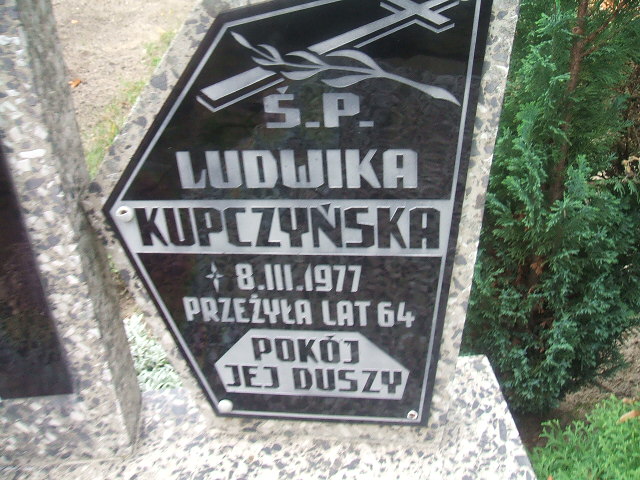 Ś.P.
LUDWIKA
KUPCZYŃSKA
8.III.1977
PRZEŻYŁA LAT 64
POKÓJ
JEJ DUSZY